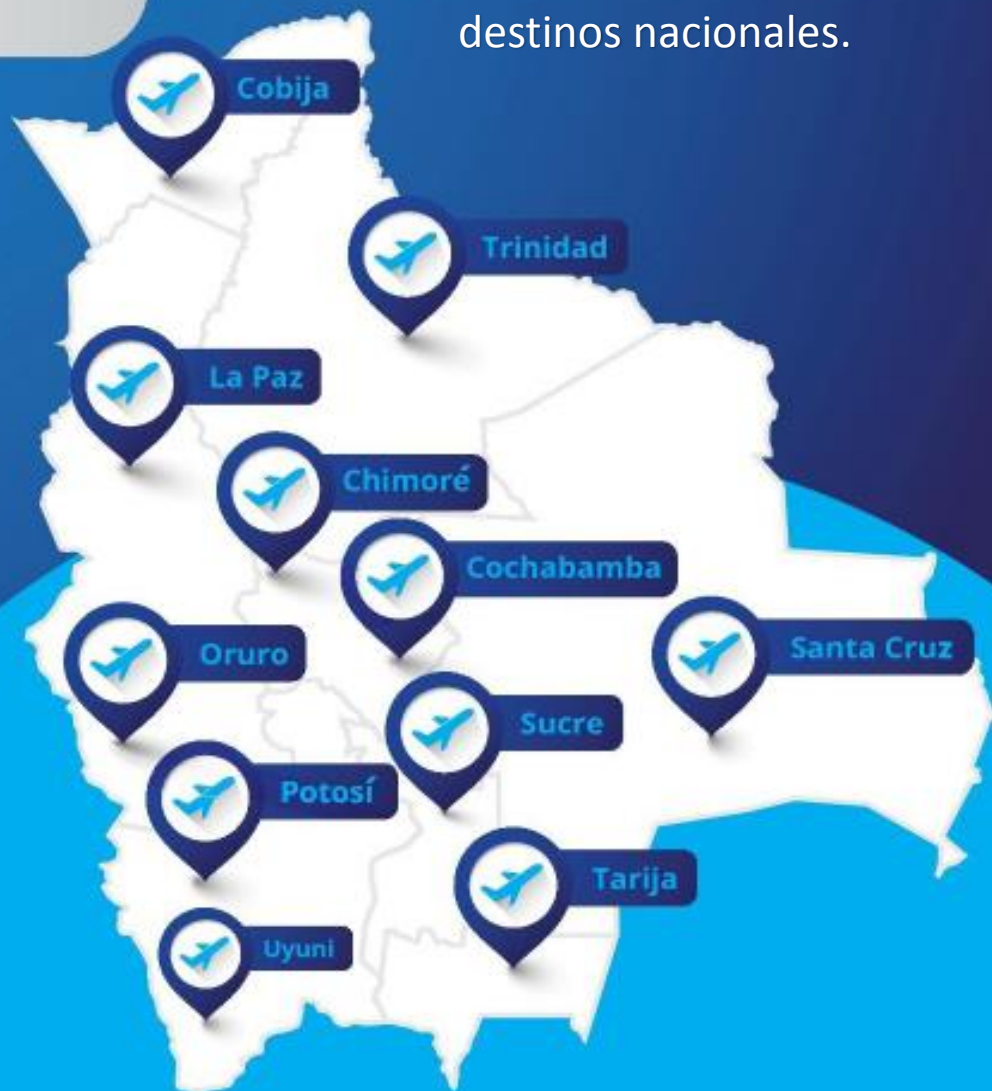 destinos nacionales.
Cobija
Trinidad
La Paz
Chimoré
Cochabamba
Oruro
Santa Cruz
Sucre
Potosí
Tarija
Uyuni